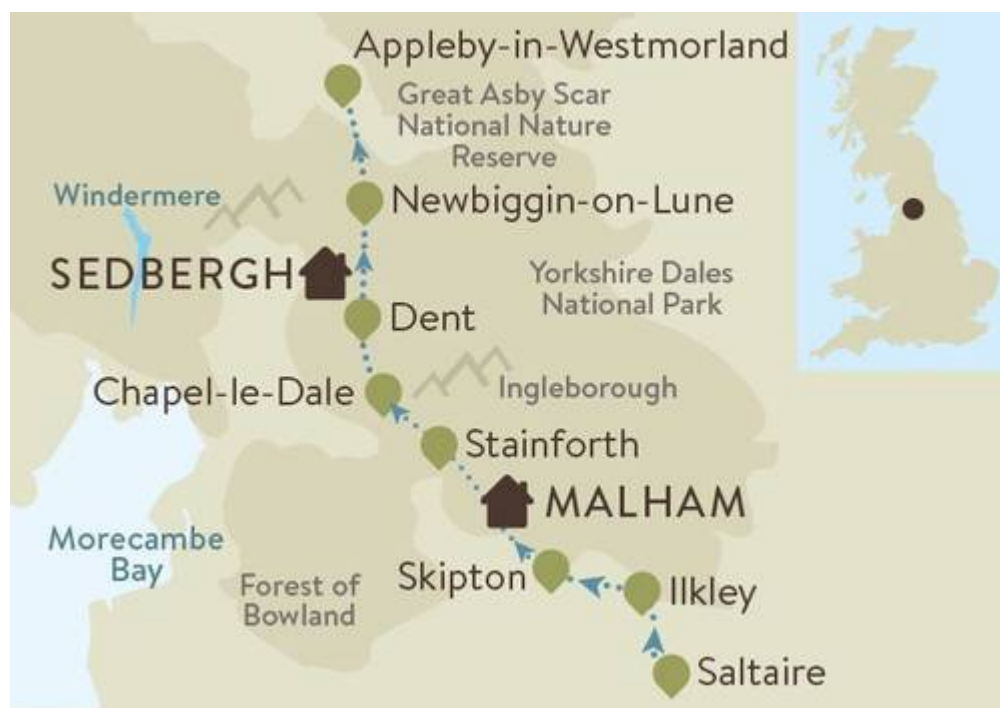 Appleby-in-Westmorland
Great Asby Scar
National Nature
Reserve
Windermere
Newbiggin-on-Lune
SEDBERGH
Yorkshire Dales
National Park
Dent
Chapel-le-Dale
Ingleborough
Stainforth
MALHAM
Morecambe
Bay
Skipton
Forest of
Bowland
Ilkley
Saltaire